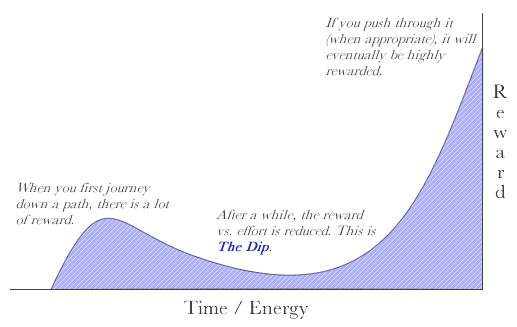 If you push through it
(when appropriate), it will
eventually be highly
rewarded.
Reward
When you first journey
down a path, there is a lot
of reward.
After a while, the reward
vs. effort is reduced. This is
The Dip.
Time / Energy